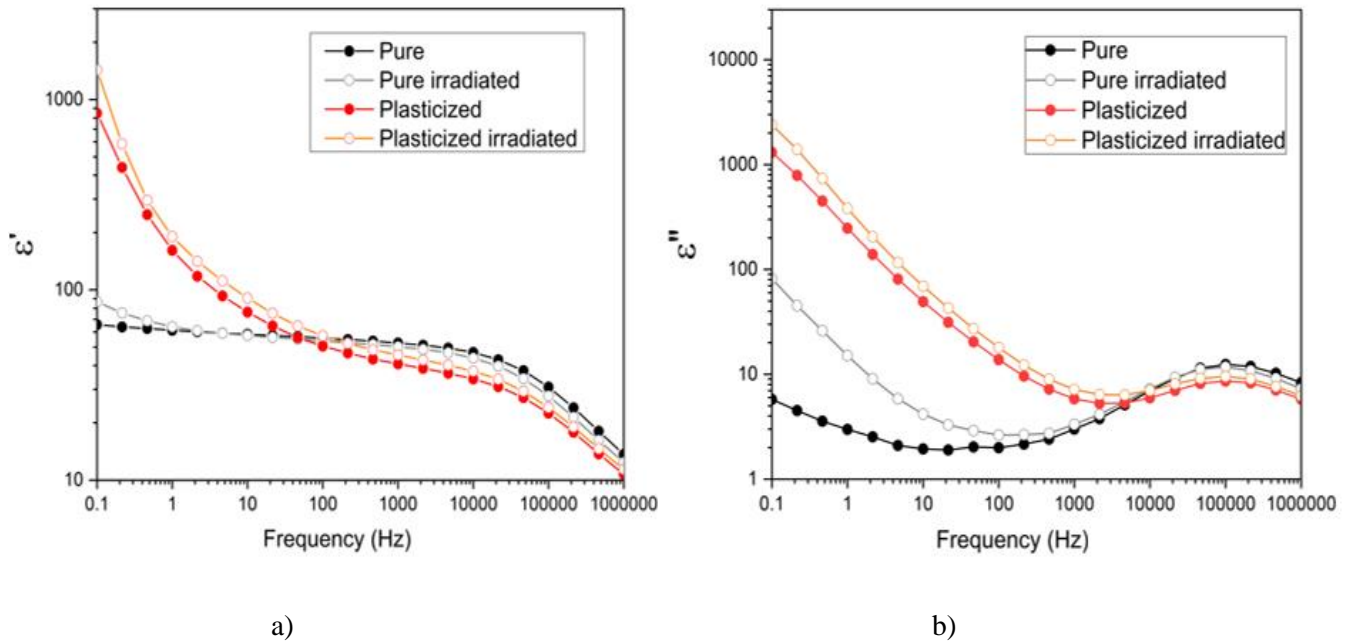 Pure
Pure irradiated
Plasticized
Plasticized irradiated
1000
100
10
ε'
0.1 1 10 100 1000 10000 100000 1000000
Frequency (Hz)
a)
Pure
Pure irradiated
Plasticized
Plasticized irradiated
10000
1000
100
10
1
ε"
0.1 1 10 100 1000 10000 100000 1000000
Frequency (Hz)
b)